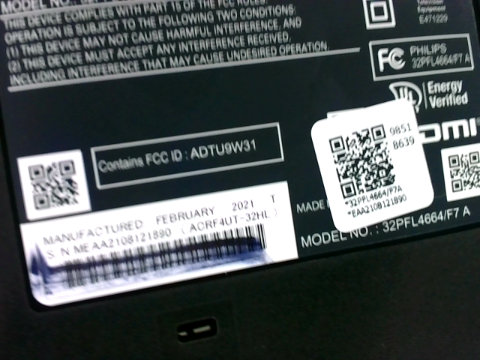 MODEL NO.:
THIS DEVICE COMPLIES WITH PART 15 OF THE FCC RULES.
OPERATION IS SUBJECT TO THE FOLLOWING TWO CONDITIONS:
(1) THIS DEVICE MAY NOT CAUSE HARMFUL INTERFERENCE, AND
(2) THIS DEVICE MUST ACCEPT ANY INTERFERENCE RECEIVED,
INCLUDING INTERFERENCE THAT MAY CAUSE UNDESIRED OPERATION.
Equipment
E471229
FC PHILIPS
32PFL4664/F7 A
Energy
Verified
Contains FCC ID : ADTU9W31
9851
8639
*32PFL4664/F7A
*EAA2108121890
MADE
MANUFACTURED FEBRUARY 2021 T
MODEL NO. : 32PFL4664/F7 A